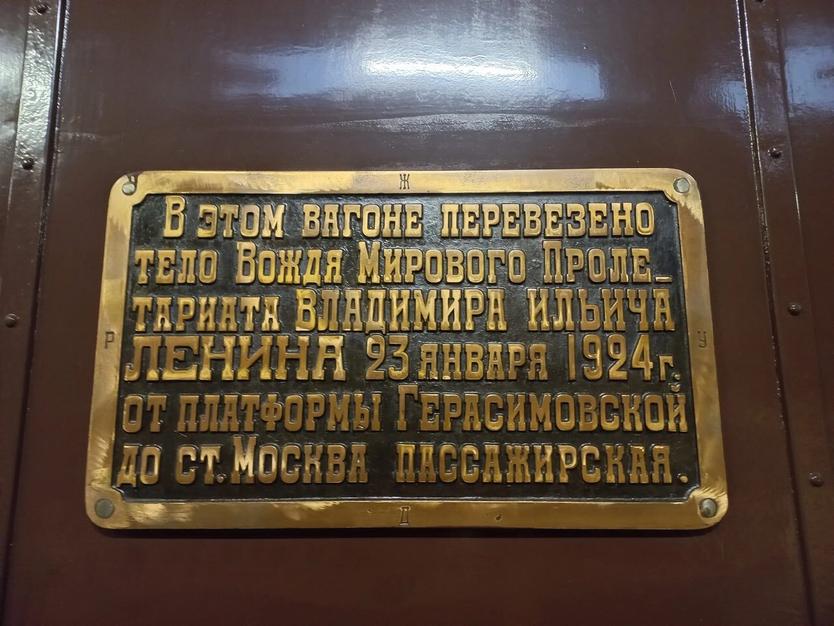 Ж
В этом вагоне перевезено
тело Вождя Мирового Проле_
тариата ВЛАДИМИРА ИЛЬИЧА
Р
ЛЕНИНА 23 января 1924 г.
У
от платформы Герасимовской
до ст. Москва пассажирская.
Д